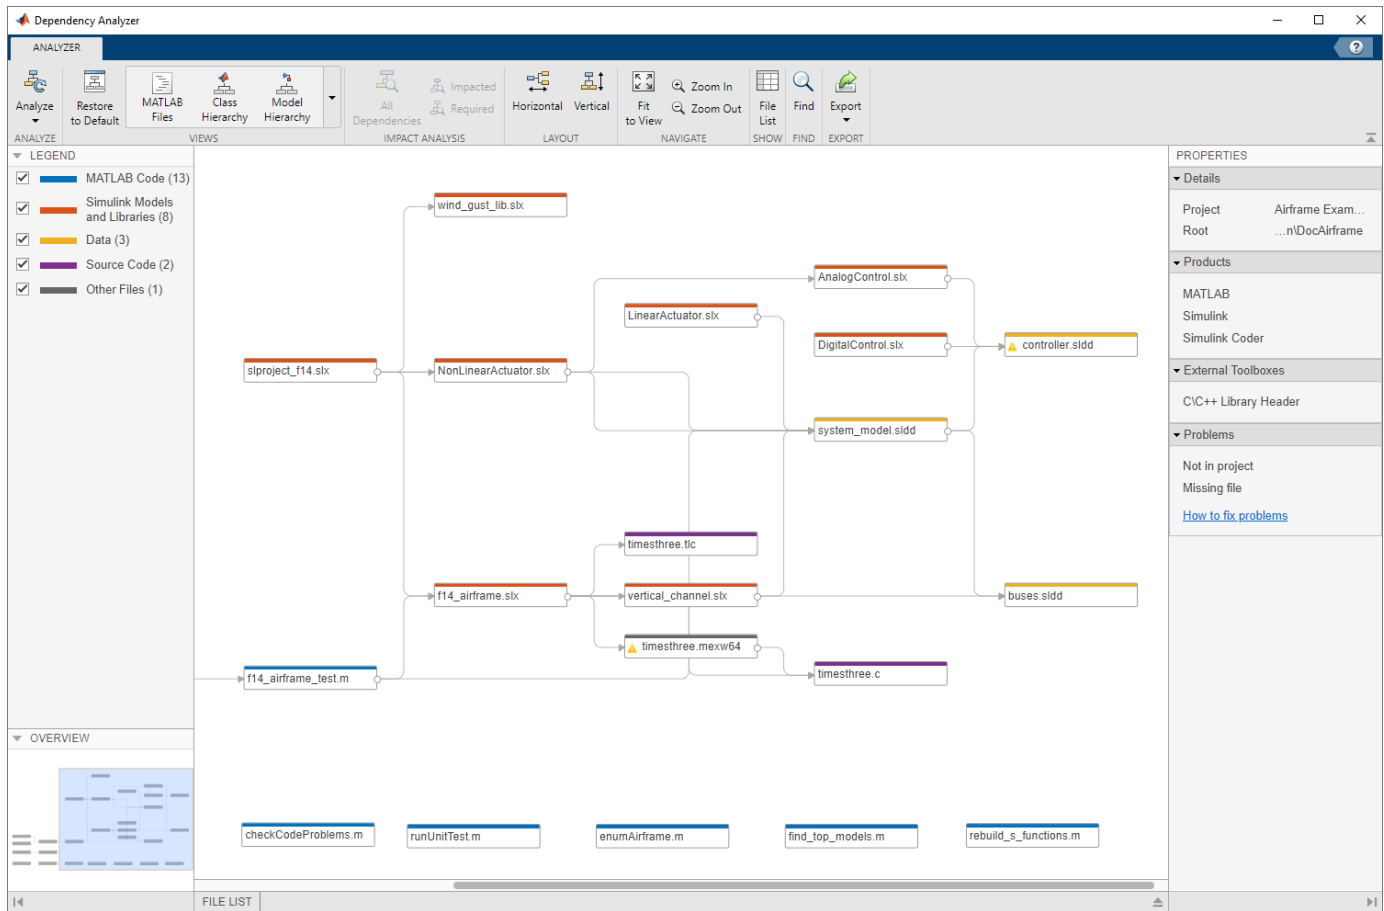 Dependency Analyzer
ANALYZER
?
Analyze
Restore
to Default
MATLAB
Files
Class
Hierarchy
Model
Hierarchy
All
Dependencies
Impacted
Required
Horizontal
Vertical
Fit
to View
Zoom In
Zoom Out
File
List
Find
Export
ANALYZE
VIEWS
IMPACT ANALYSIS
LAYOUT
NAVIGATE
SHOW
FIND
EXPORT
LEGEND
MATLAB Code (13)
Simulink Models
and Libraries (8)
Data (3)
Source Code (2)
Other Files (1)
wind_gust_lib.slx
AnalogControl.slx
LinearActuator.slx
DigitalControl.slx
controller.sldd
slproject_f14.slx
NonLinearActuator.slx
system_model.sldd
timesthree.tlc
f14_airframe.slx
vertical_channel.slx
buses.sldd
timesthree.mexw64
f14_airframe_test.m
timesthree.c
checkCodeProblems.m
runUnitTest.m
enumAirframe.m
find_top_models.m
rebuild_s_functions.m
PROPERTIES
Details
Project Airframe Exam...
Root ...n\DocAirframe
Products
MATLAB
Simulink
Simulink Coder
External Toolboxes
C\C++ Library Header
Problems
Not in project
Missing file
How to fix problems
OVERVIEW
FILE LIST